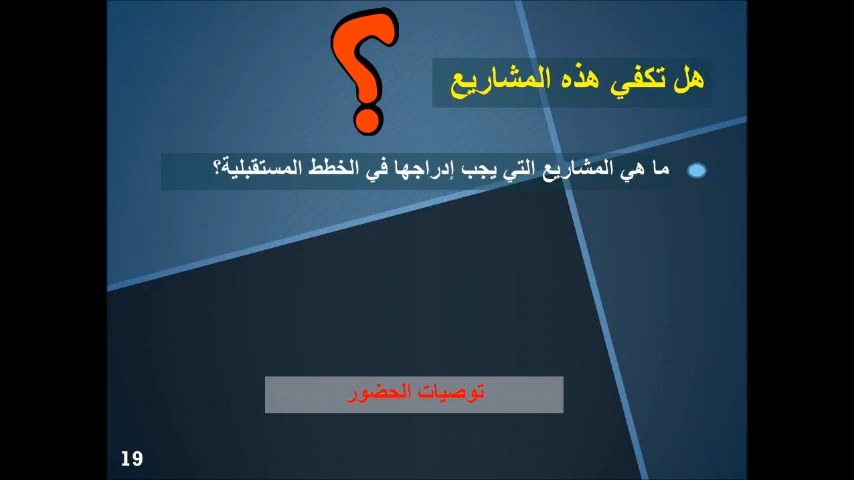 هل تكفي هذه المشاريع
؟
ما هي المشاريع التي يجب إدراجها في الخطط المستقبلية؟
توصيات الحضور
19